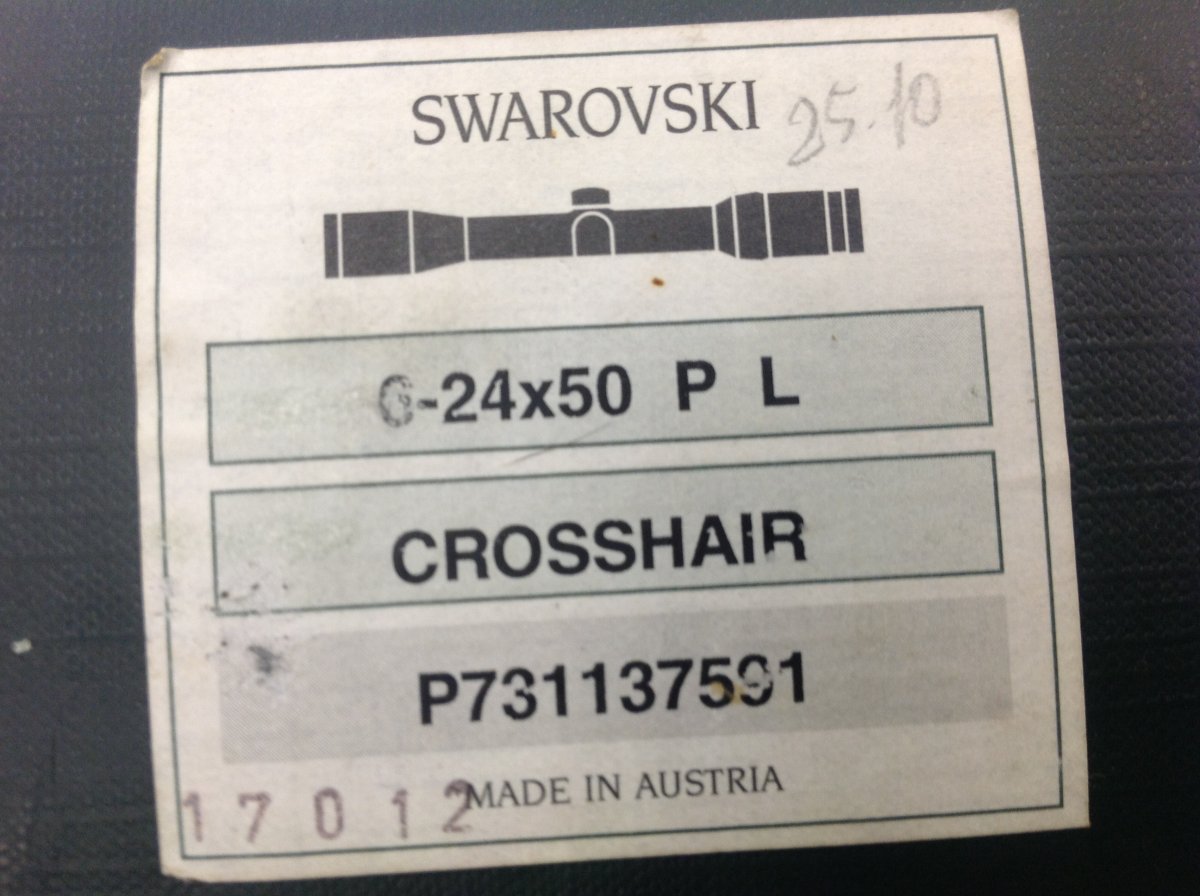 SWAROVSKI
25.10
6-24x50 P L
CROSSHAIR
P731137591
MADE IN AUSTRIA
17012